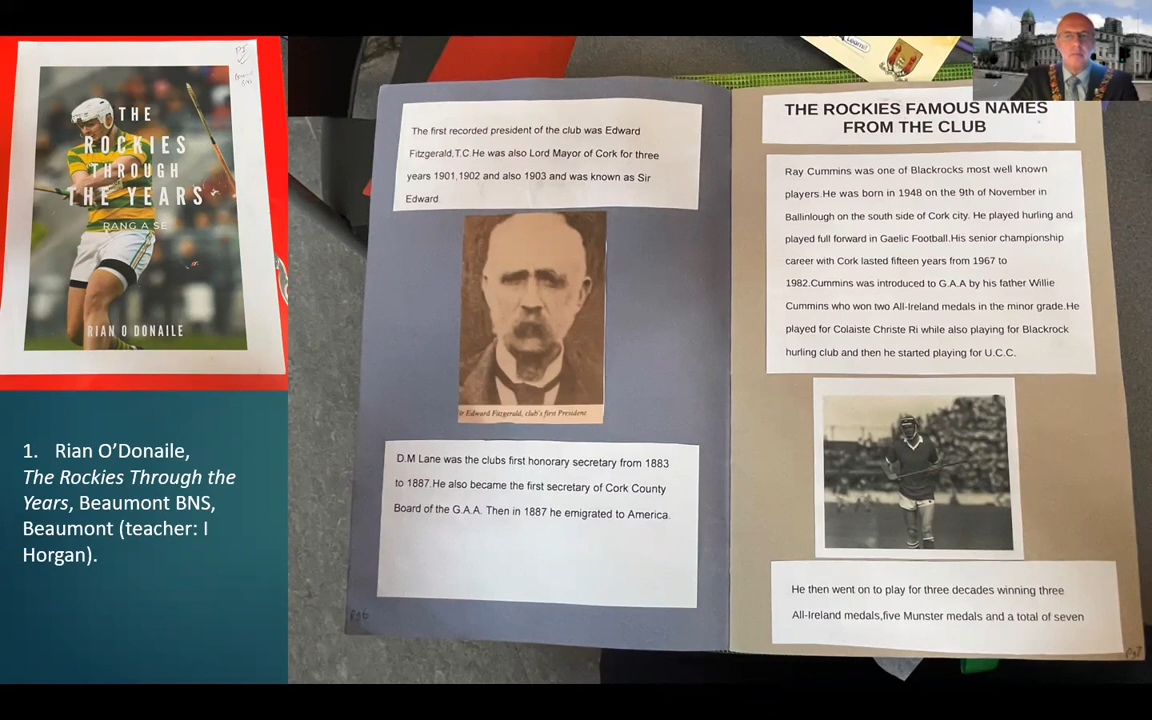 THE
ROCKIES
THROUGH
THE YEARS
RANG A SE
RIAN O DONAILE
1. Rian O'Donaile,
The Rockies Through the
Years, Beaumont BNS,
Beaumont (teacher: I
Horgan).
The first recorded president of the club was Edward
Fitzgerald,T.C.He was also Lord Mayor of Cork for three
years 1901,1902 and also 1903 and was known as Sir
Edward
Sir Edward Fitzgerald, club's first President
D.M Lane was the clubs first honorary secretary from 1883
to 1887.He also became the first secretary of Cork County
Board of the G.A.A. Then in 1887 he emigrated to America.
Pg6
THE ROCKIES FAMOUS NAMES
FROM THE CLUB
Ray Cummins was one of Blackrocks most well known
players.He was born in 1948 on the 9th of November in
Ballinlough on the south side of Cork city. He played hurling and
played full forward in Gaelic Football.His senior championship
career with Cork lasted fifteen years from 1967 to
1982.Cummins was introduced to G.A.A by his father Willie
Cummins who won two All-Ireland medals in the minor grade.He
played for Colaiste Christe Ri while also playing for Blackrock
hurling club and then he started playing for U.C.C.
He then went on to play for three decades winning three
All-Ireland medals,five Munster medals and a total of seven
Pg7